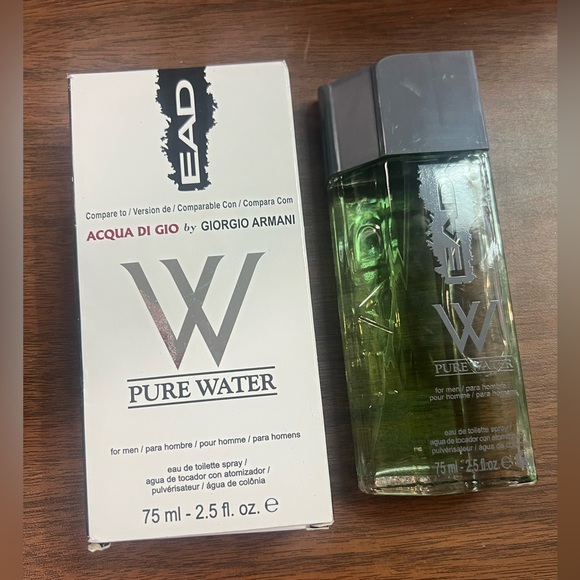 EAD
Compare to / Version de / Comparable Con / Compara Com
ACQUA DI GIO by GIORGIO ARMANI
W
PURE WATER
for men / para hombre / pour homme / para homens
eau de toilette spray /
agua de tocador con atomizador /
pulvérisateur / água de colônia
75 ml - 2.5 fl. oz. ℮
EAD
EAD
W
PURE WATER
for men / para hombre
pour homme / para homens
eau de toilette spray /
agua de tocador con atomizador
pulvérisateur / água de colônia
75 ml - 2.5 fl. oz. ℮